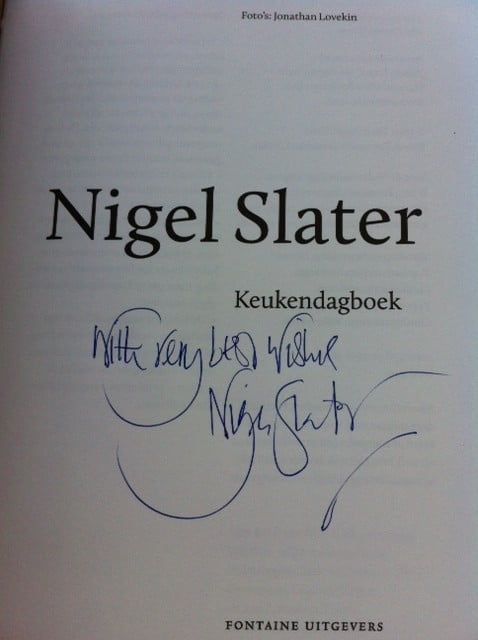 Foto's: Jonathan Lovekin
Nigel Slater
Keukendagboek
With very best wishes
Nigel Slater
FONTAINE UITGEVERS